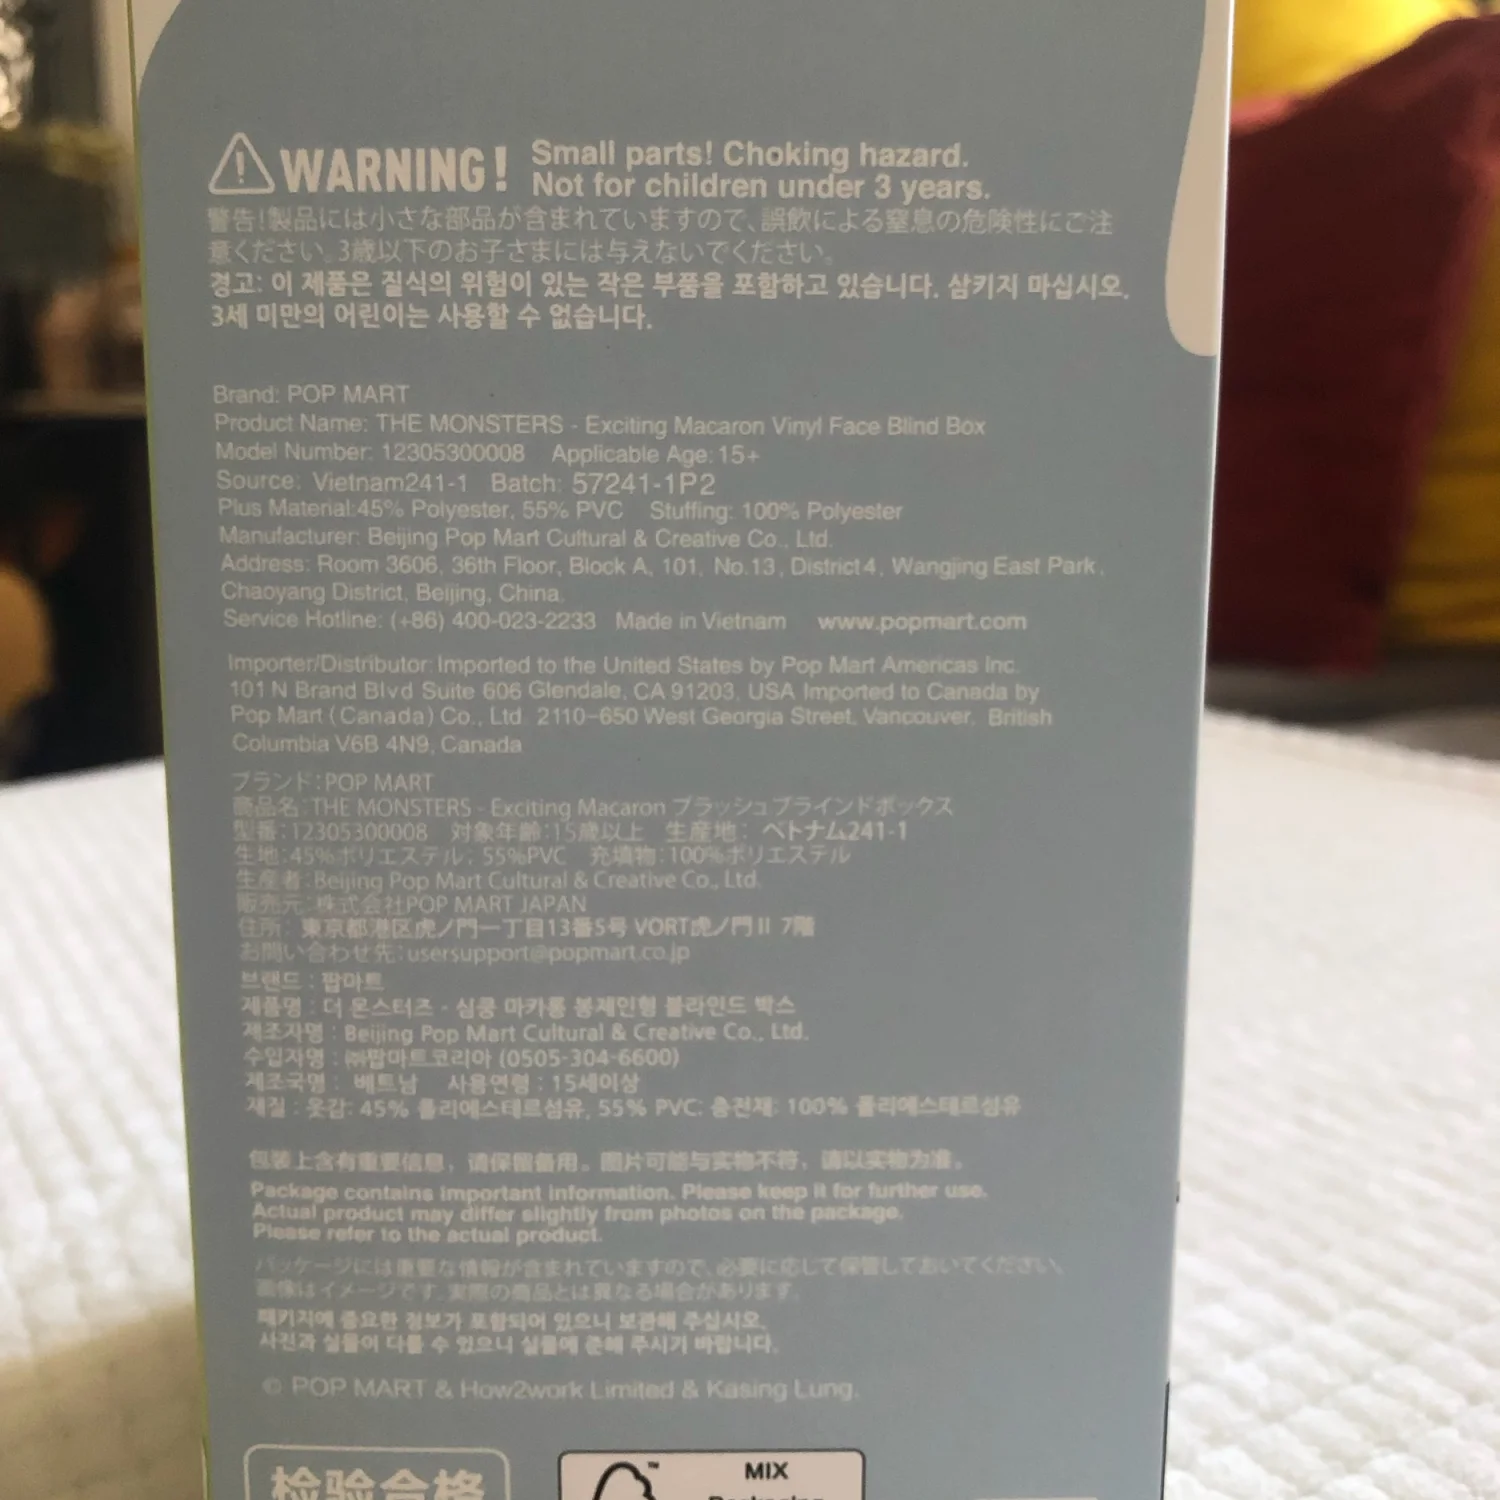 WARNING! Small parts! Choking hazard.
Not for children under 3 years.
警告!製品には小さな部品が含まれていますので、誤飲による窒息の危険性にご注
意ください。3歳以下のお子さまには与えないでください。
경고: 이 제품은 질식의 위험이 있는 작은 부품을 포함하고 있습니다. 삼키지 마십시오.
3세 미만의 어린이는 사용할 수 없습니다.
Brand: POP MART
Product Name: THE MONSTERS - Exciting Macaron Vinyl Face Blind Box
Model Number: 12305300008 Applicable Age: 15+
Source: Vietnam241-1 Batch: 57241-1P2
Plus Material:45% Polyester, 55% PVC Stuffing: 100% Polyester
Manufacturer: Beijing Pop Mart Cultural & Creative Co., Ltd.
Address: Room 3606, 36th Floor, Block A, 101, No.13, District4, Wangjing East Park,
Chaoyang District, Beijing, China.
Service Hotline: (+86) 400-023-2233 Made in Vietnam www.popmart.com
Importer/Distributor: Imported to the United States by Pop Mart Americas Inc.
101 N Brand Blvd Suite 606 Glendale, CA 91203, USA Imported to Canada by
Pop Mart (Canada) Co., Ltd 2110-650 West Georgia Street, Vancouver, British
Columbia V6B 4N9, Canada
ブランド:POP MART
商品名:THE MONSTERS - Exciting Macaron プラッシュブラインドボックス
型番:12305300008 対象年齢:15歳以上 生産地: ベトナム241-1
生地:45%ポリエステル; 55%PVC 充填物:100%ポリエステル
生産者:Beijing Pop Mart Cultural & Creative Co., Ltd.
販売元:株式会社POP MART JAPAN
住所: 東京都港区虎ノ門一丁目13番5号 VORT虎ノ門II 7階
お問い合わせ先:usersupport@popmart.co.jp
브랜드 : 팝마트
제품명 : 더 몬스터즈 - 심쿵 마카롱 봉제인형 블라인드 박스
제조자명 : Beijing Pop Mart Cultural & Creative Co., Ltd.
수입자명 : ㈜팝마트코리아 (0505-304-6600)
제조국명 : 베트남 사용연형 : 15세이상
재질 : 옷감: 45% 폴리에스테르섬유, 55% PVC; 충전재: 100% 폴리에스테르섬유
包装上含有重要信息，请保留备用。图片可能与实物不符，请以实物为准。
Package contains important information. Please keep it for further use.
Actual product may differ slightly from photos on the package.
Please refer to the actual product.
パッケージには重要な情報が含まれていますので、必要に応じて保管しておいてください、
画像はイメージです。実際の商品とは異なる場合があります。
패키지에 중요한 정보가 포함되어 있으니 보관해 주십시오.
사진과 실물이 다를 수 있으니 실물에 준해 주시기 바랍니다.
© POP MART & How2work Limited & Kasing Lung.
检验合格
™ MIX